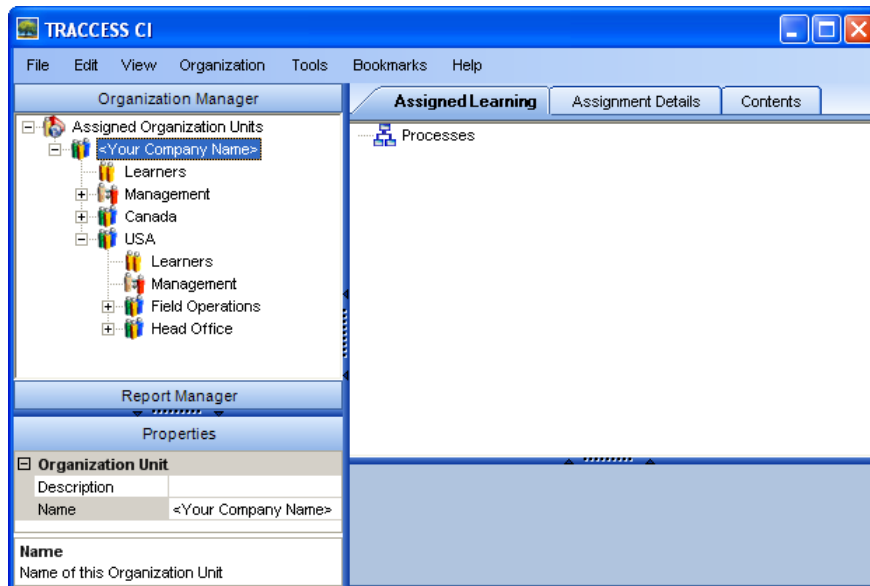 TRACCESS CI
File Edit View Organization Tools Bookmarks Help
Organization Manager
Assigned Organization Units
<Your Company Name>
Learners
Management
Canada
USA
Learners
Management
Field Operations
Head Office
Report Manager
Properties
Organization Unit
Description
Name <Your Company Name>
Name
Name of this Organization Unit
Assigned Learning Assignment Details Contents
Processes